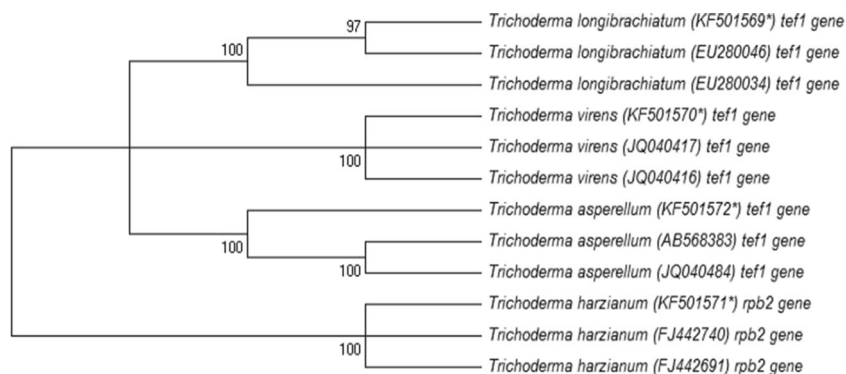 97
Trichoderma longibrachiatum (KF501569*) tef1 gene
100
Trichoderma longibrachiatum (EU280046) tef1 gene
Trichoderma longibrachiatum (EU280034) tef1 gene
Trichoderma virens (KF501570*) tef1 gene
Trichoderma virens (JQ040417) tef1 gene
100
Trichoderma virens (JQ040416) tef1 gene
Trichoderma asperellum (KF501572*) tef1 gene
100
Trichoderma asperellum (AB568383) tef1 gene
100
Trichoderma asperellum (JQ040484) tef1 gene
Trichoderma harzianum (KF501571*) rpb2 gene
Trichoderma harzianum (FJ442740) rpb2 gene
100
Trichoderma harzianum (FJ442691) rpb2 gene